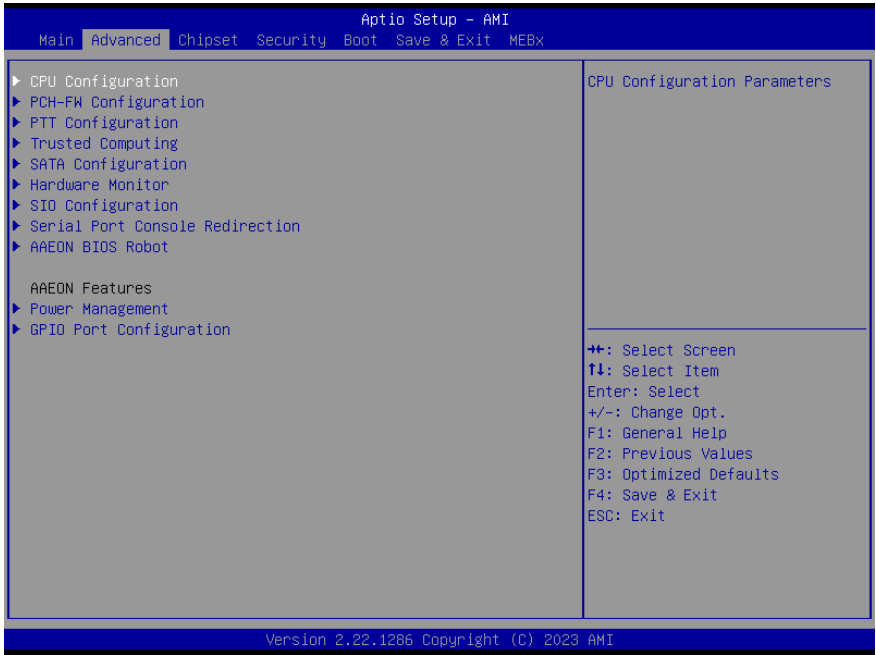 Aptio Setup – AMI
Main Advanced Chipset Security Boot Save & Exit MEBx
CPU Configuration
PCH-FW Configuration
PTT Configuration
Trusted Computing
SATA Configuration
Hardware Monitor
SIO Configuration
Serial Port Console Redirection
AAEON BIOS Robot
AAEON Features
Power Management
GPIO Port Configuration
CPU Configuration Parameters
→←: Select Screen
↑↓: Select Item
Enter: Select
+/-: Change Opt.
F1: General Help
F2: Previous Values
F3: Optimized Defaults
F4: Save & Exit
ESC: Exit
Version 2.22.1286 Copyright (C) 2023 AMI